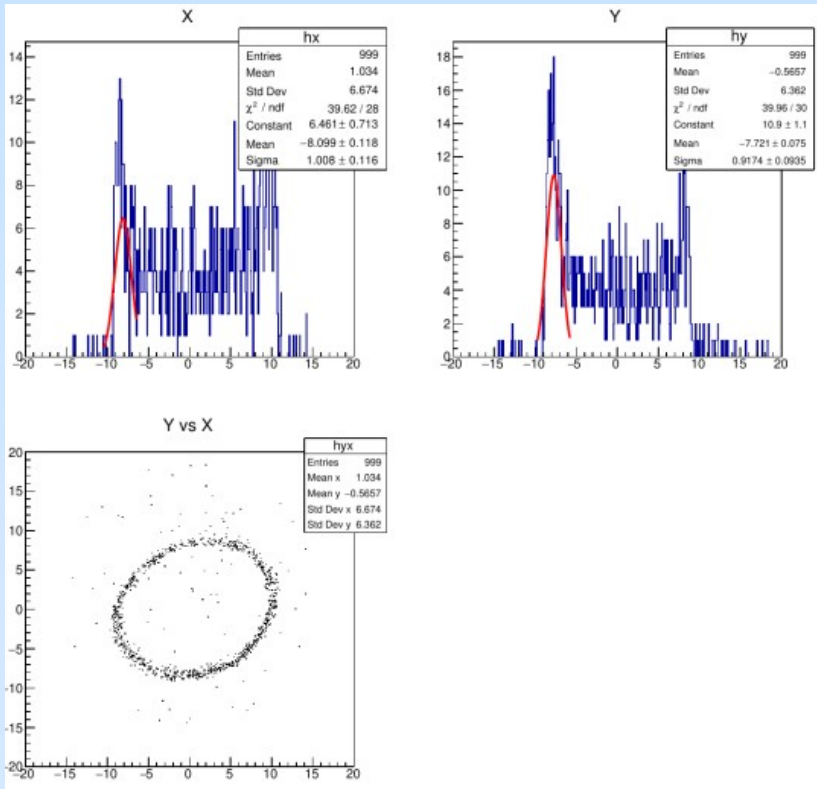 X
hx
Entries 999
Mean 1.034
Std Dev 6.674
χ² / ndf 39.62 / 28
Constant 6.461 ± 0.713
Mean −8.099 ± 0.118
Sigma 1.008 ± 0.116
14
12
10
8
6
4
2
0
−20 −15 −10 −5 0 5 10 15 20
Y
hy
Entries 999
Mean −0.5657
Std Dev 6.362
χ² / ndf 39.96 / 30
Constant 10.9 ± 1.1
Mean −7.721 ± 0.075
Sigma 0.9174 ± 0.0935
18
16
14
12
10
8
6
4
2
0
−20 −15 −10 −5 0 5 10 15 20
Y vs X
hyx
Entries 999
Mean x 1.034
Mean y −0.5657
Std Dev x 6.674
Std Dev y 6.362
20
15
10
5
0
−5
−10
−15
−20
−20 −15 −10 −5 0 5 10 15 20